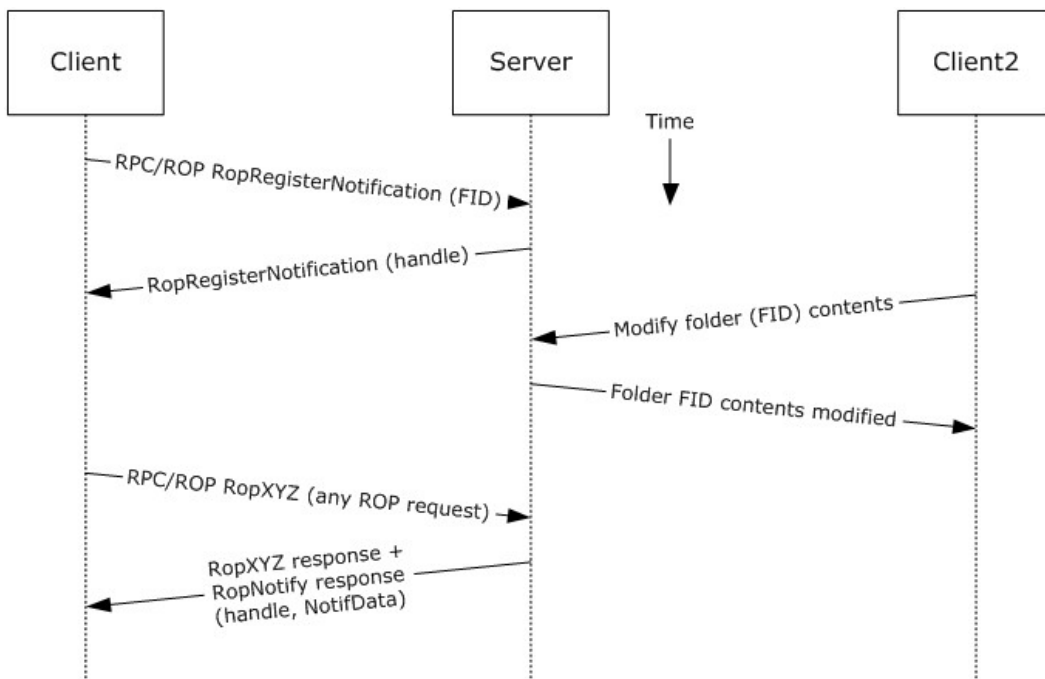 Client
Server
Client2
Time
RPC/ROP RopRegisterNotification (FID)
RopRegisterNotification (handle)
Modify folder (FID) contents
Folder FID contents modified
RPC/ROP RopXYZ (any ROP request)
RopXYZ response +
RopNotify response
(handle, NotifData)